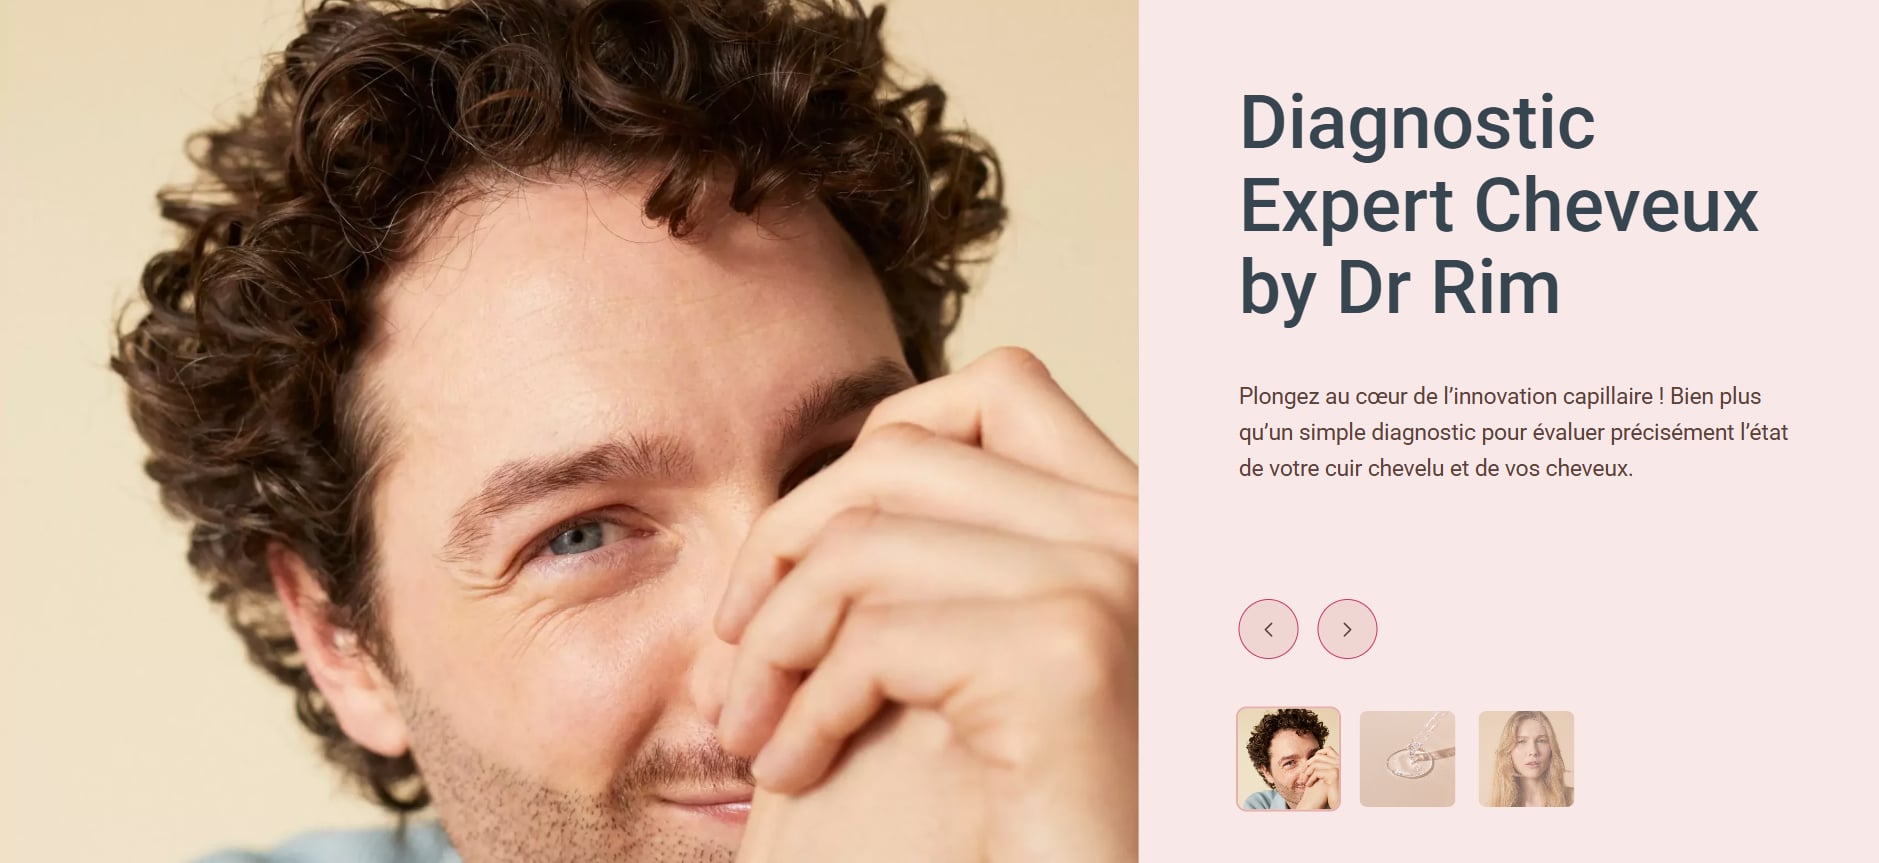 Diagnostic
Expert Cheveux
by Dr Rim
Plongez au cœur de l’innovation capillaire ! Bien plus
qu’un simple diagnostic pour évaluer précisément l’état
de votre cuir chevelu et de vos cheveux.